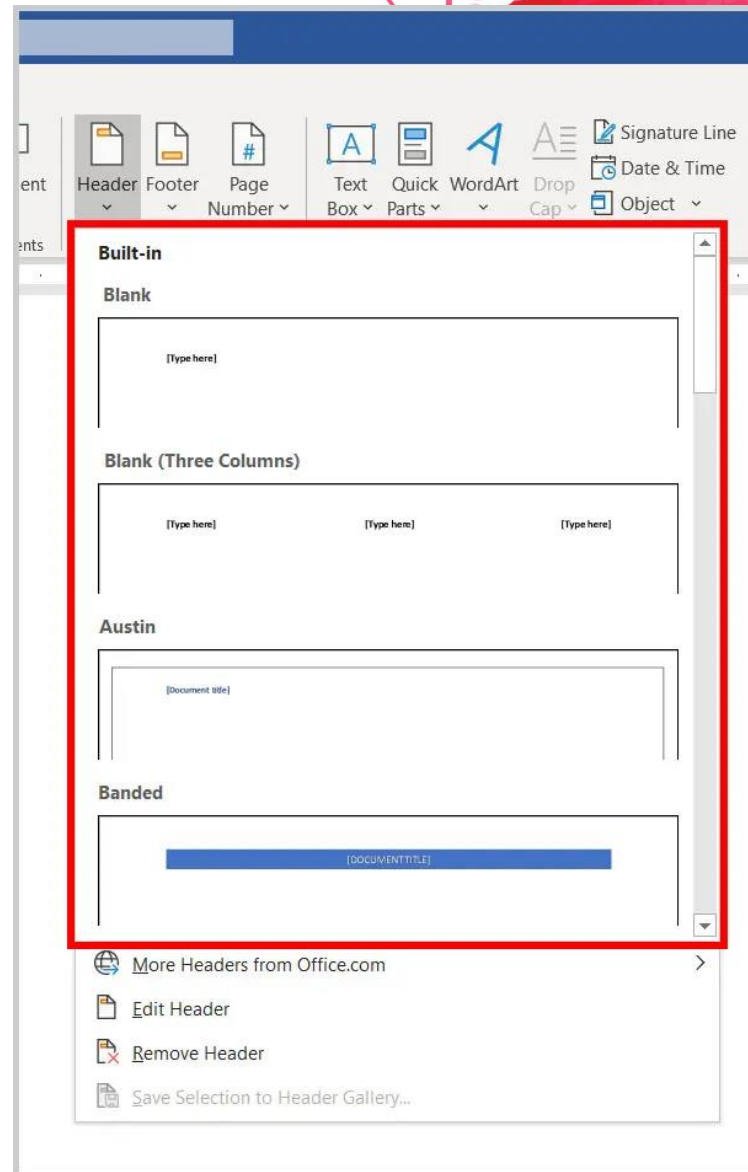 ent
ents
Header Footer Page Number
Text Box Quick Parts WordArt Drop Cap
Signature Line
Date & Time
Object
Built-in
Blank
[Type here]
Blank (Three Columns)
[Type here] [Type here] [Type here]
Austin
[Document title]
Banded
[DOCUMENT TITLE]
More Headers from Office.com
Edit Header
Remove Header
Save Selection to Header Gallery...